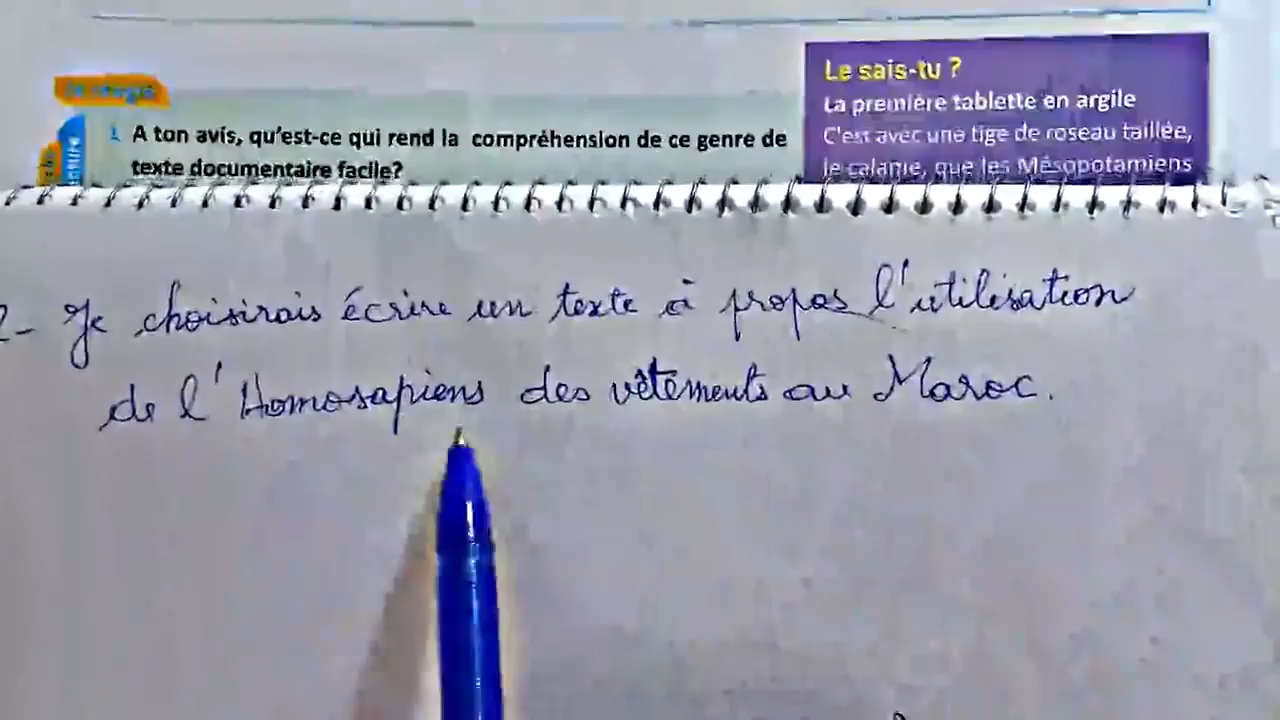 Le sais-tu ?
La première tablette en argile
C'est avec une tige de roseau taillée,
le calame, que les Mésopotamiens
1. A ton avis, qu'est-ce qui rend la compréhension de ce genre de
texte documentaire facile?
2- Je choisirais écrire un texte à propos l'utilisation
de l'Homosapiens des vêtements au Maroc.